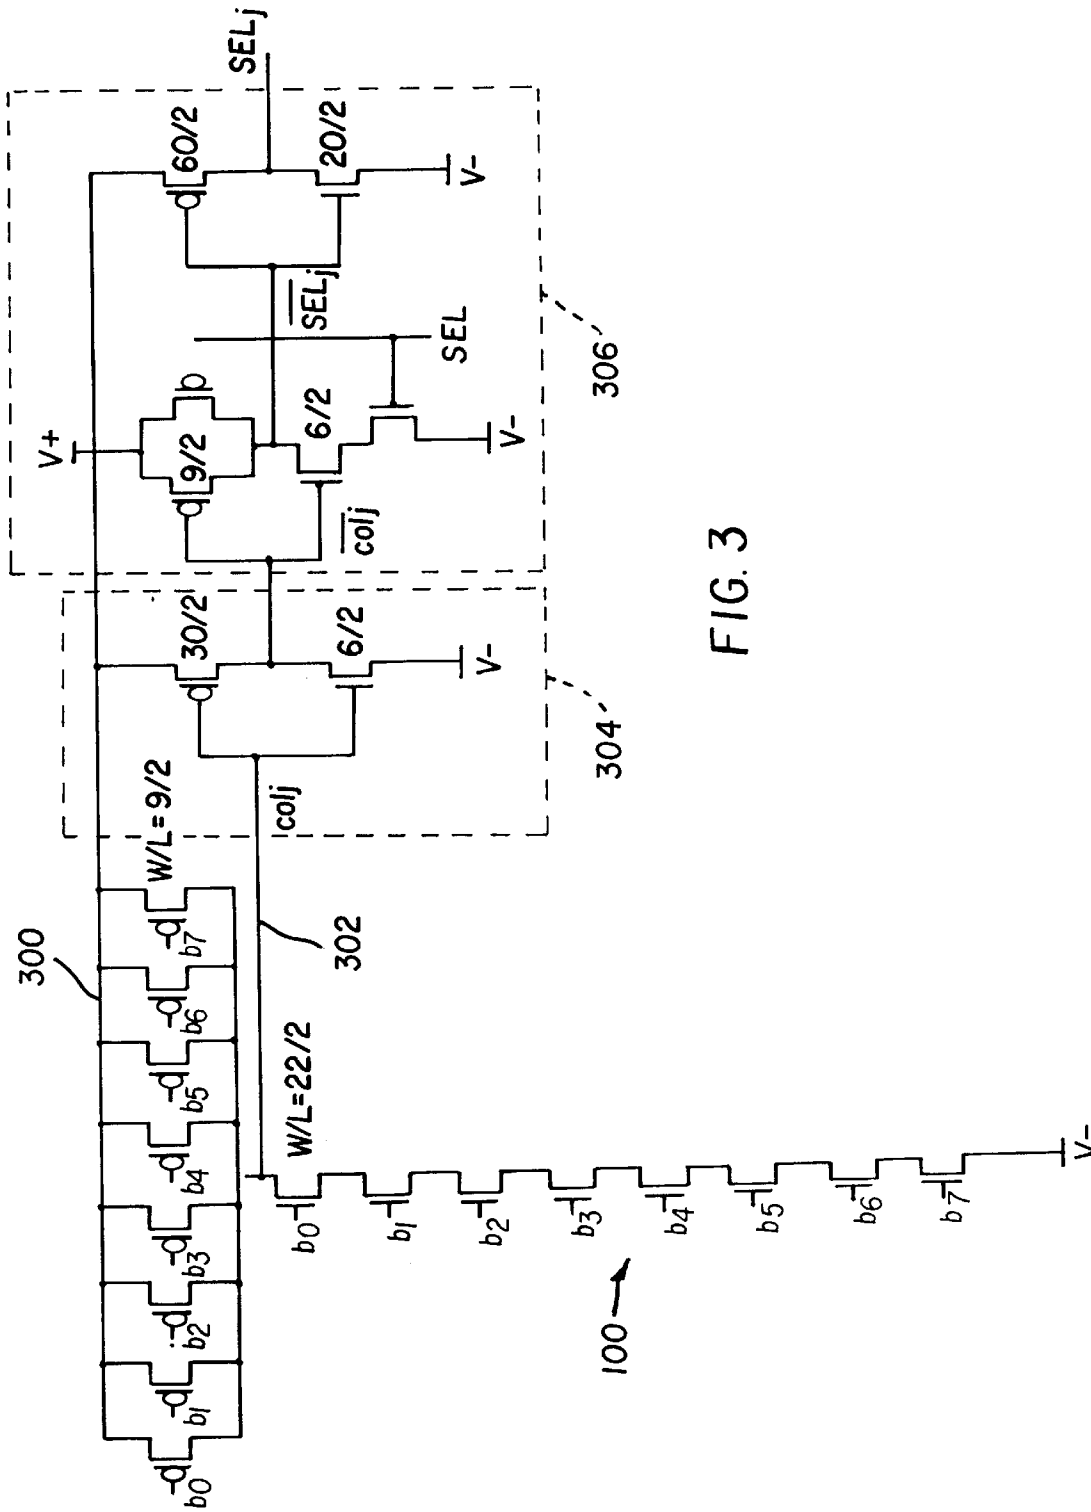 300
W/L=9/2
b0
b1
b2
b3
b4
b5
b6
b7
302
W/L=22/2
b0
b1
b2
b3
b4
b5
b6
b7
V-
100
colj
30/2
6/2
V-
304
V+
9/2
6/2
V-
colj
SELj
SEL
60/2
20/2
V-
SELj
306
FIG. 3